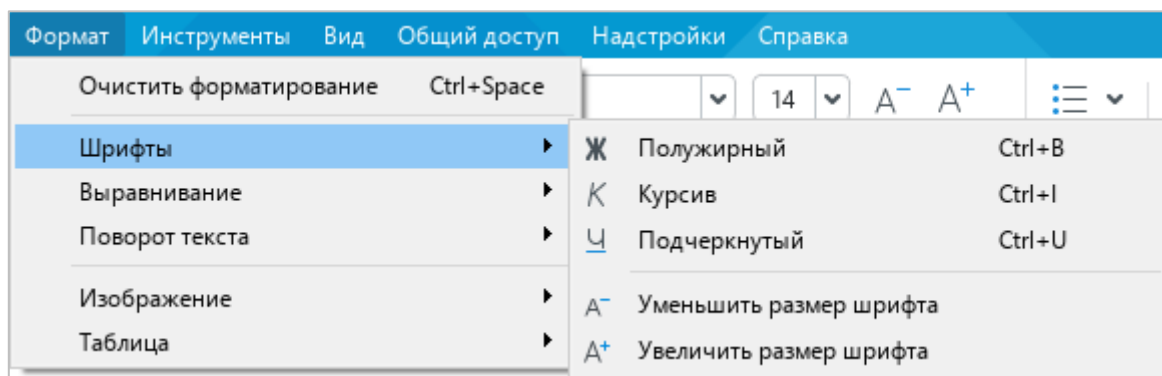 Формат Инструменты Вид Общий доступ Надстройки Справка
Очистить форматирование Ctrl+Space
14 A⁻ A⁺
Шрифты
Выравнивание
Поворот текста
Изображение
Таблица
Ж Полужирный Ctrl+B
К Курсив Ctrl+I
Ч Подчеркнутый Ctrl+U
A⁻ Уменьшить размер шрифта
A⁺ Увеличить размер шрифта